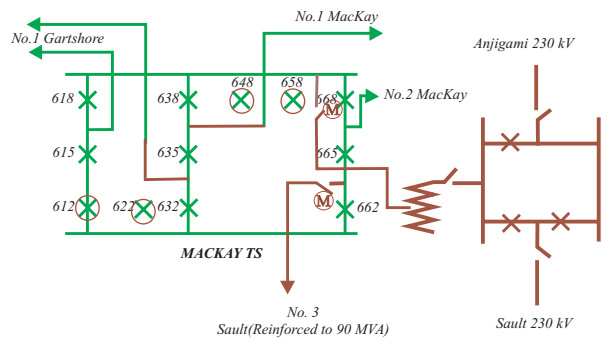 No.1 MacKay
No.1 Gartshore
Anjigami 230 kV
618
638
648
658
668
M
No.2 MacKay
615
635
665
612
622
632
M
662
MACKAY TS
No. 3
Sault(Reinforced to 90 MVA)
Sault 230 kV